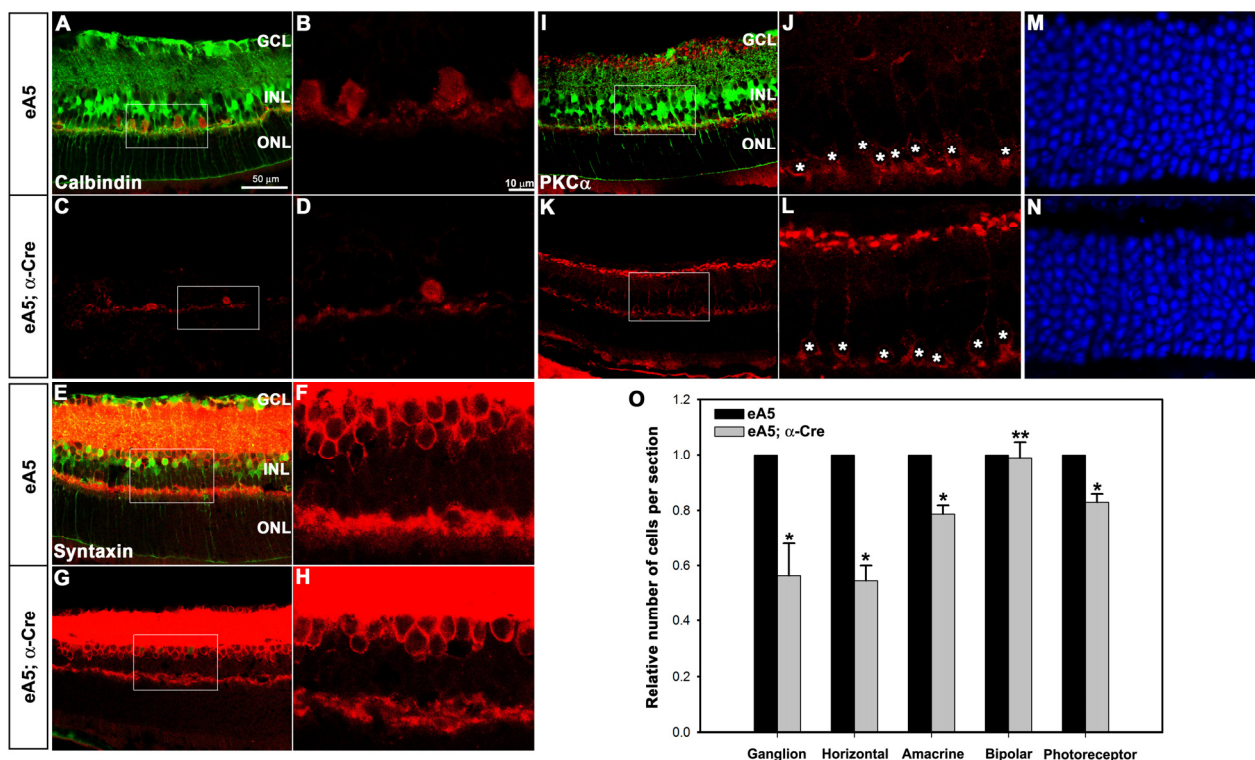 eA5
eA5; α-Cre
eA5
eA5; α-Cre
A
GCL
INL
ONL
Calbindin
50 μm
B
10 μm
C
D
E
GCL
INL
ONL
Syntaxin
F
G
H
I
GCL
INL
ONL
PKCα
J
* * * * * * * *
K
L
* * * * * * *
M
N
O
eA5
eA5; α-Cre
Relative number of cells per section
1.2
1.0
0.8
0.6
0.4
0.2
0.0
*
*
*
**
*
Ganglion Horizontal Amacrine Bipolar Photoreceptor